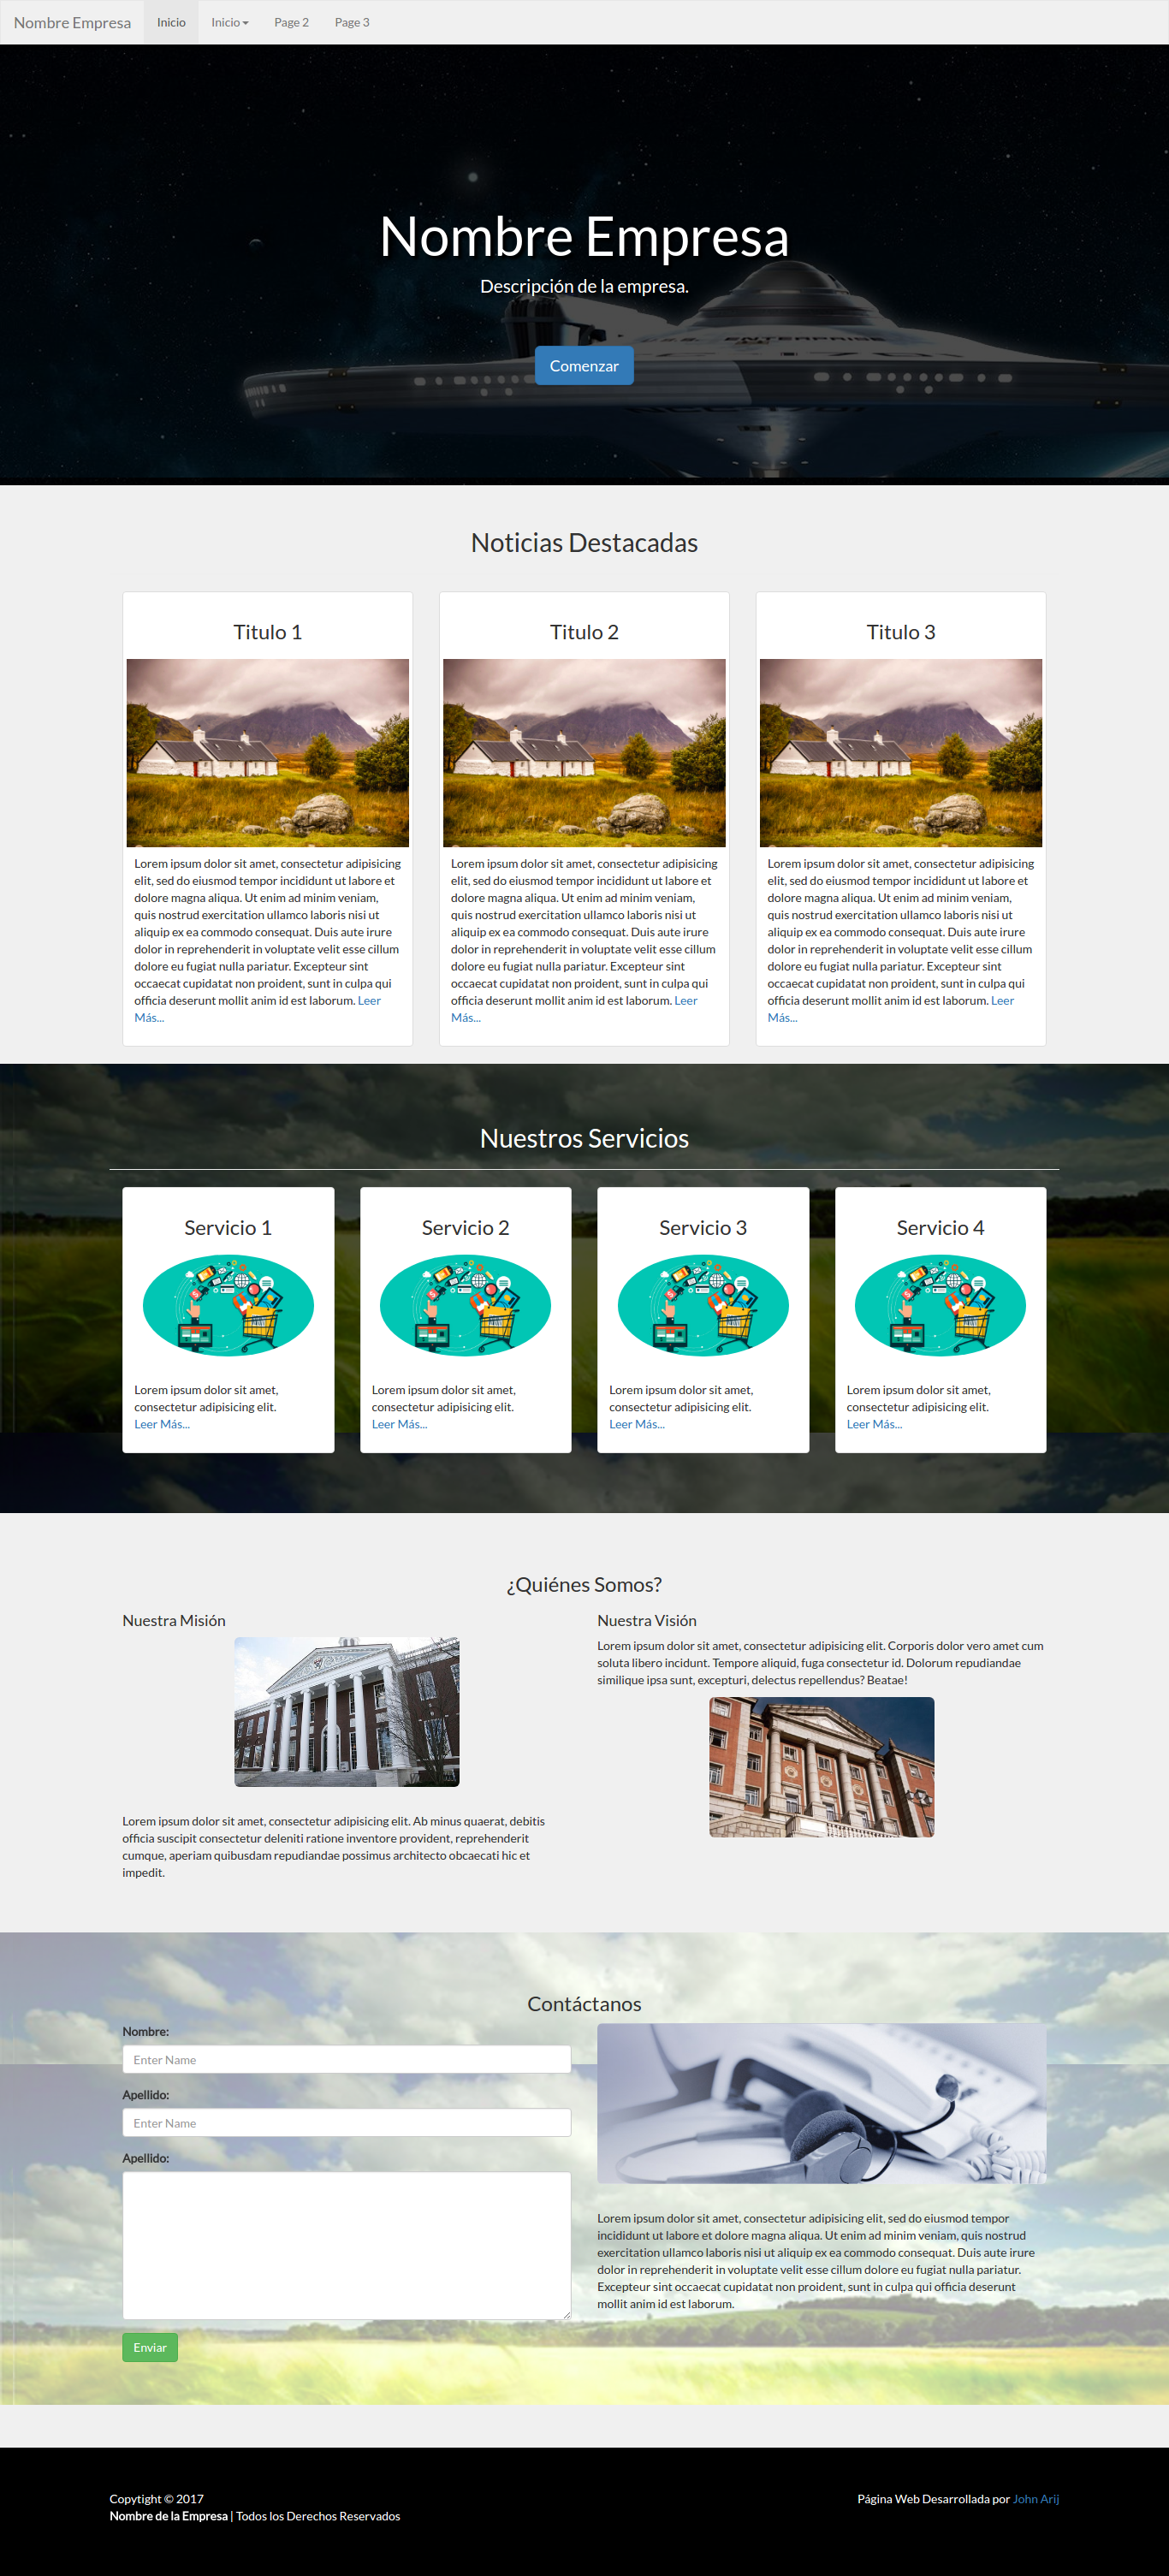 Nombre Empresa Inicio Inicio Page 2 Page 3
Nombre Empresa
Descripción de la empresa.
ENTERPRISE
Comenzar
Noticias Destacadas
Titulo 1
Lorem ipsum dolor sit amet, consectetur adipisicing
elit, sed do eiusmod tempor incididunt ut labore et
dolore magna aliqua. Ut enim ad minim veniam,
quis nostrud exercitation ullamco laboris nisi ut
aliquip ex ea commodo consequat. Duis aute irure
dolor in reprehenderit in voluptate velit esse cillum
dolore eu fugiat nulla pariatur. Excepteur sint
occaecat cupidatat non proident, sunt in culpa qui
officia deserunt mollit anim id est laborum. Leer
Más...
Titulo 2
Lorem ipsum dolor sit amet, consectetur adipisicing
elit, sed do eiusmod tempor incididunt ut labore et
dolore magna aliqua. Ut enim ad minim veniam,
quis nostrud exercitation ullamco laboris nisi ut
aliquip ex ea commodo consequat. Duis aute irure
dolor in reprehenderit in voluptate velit esse cillum
dolore eu fugiat nulla pariatur. Excepteur sint
occaecat cupidatat non proident, sunt in culpa qui
officia deserunt mollit anim id est laborum. Leer
Más...
Titulo 3
Lorem ipsum dolor sit amet, consectetur adipisicing
elit, sed do eiusmod tempor incididunt ut labore et
dolore magna aliqua. Ut enim ad minim veniam,
quis nostrud exercitation ullamco laboris nisi ut
aliquip ex ea commodo consequat. Duis aute irure
dolor in reprehenderit in voluptate velit esse cillum
dolore eu fugiat nulla pariatur. Excepteur sint
occaecat cupidatat non proident, sunt in culpa qui
officia deserunt mollit anim id est laborum. Leer
Más...
Nuestros Servicios
Servicio 1
Lorem ipsum dolor sit amet,
consectetur adipisicing elit.
Leer Más...
Servicio 2
Lorem ipsum dolor sit amet,
consectetur adipisicing elit.
Leer Más...
Servicio 3
Lorem ipsum dolor sit amet,
consectetur adipisicing elit.
Leer Más...
Servicio 4
Lorem ipsum dolor sit amet,
consectetur adipisicing elit.
Leer Más...
¿Quiénes Somos?
Nuestra Misión
Lorem ipsum dolor sit amet, consectetur adipisicing elit. Ab minus quaerat, debitis
officia suscipit consectetur deleniti ratione inventore provident, reprehenderit
cumque, aperiam quibusdam repudiandae possimus architecto obcaecati hic et
impedit.
Nuestra Visión
Lorem ipsum dolor sit amet, consectetur adipisicing elit. Corporis dolor vero amet cum
soluta libero incidunt. Tempore aliquid, fuga consectetur id. Dolorum repudiandae
similique ipsa sunt, excepturi, delectus repellendus? Beatae!
Contáctanos
Nombre:
Enter Name
Apellido:
Enter Name
Apellido:
Enviar
Lorem ipsum dolor sit amet, consectetur adipisicing elit, sed do eiusmod tempor
incididunt ut labore et dolore magna aliqua. Ut enim ad minim veniam, quis nostrud
exercitation ullamco laboris nisi ut aliquip ex ea commodo consequat. Duis aute irure
dolor in reprehenderit in voluptate velit esse cillum dolore eu fugiat nulla pariatur.
Excepteur sint occaecat cupidatat non proident, sunt in culpa qui officia deserunt
mollit anim id est laborum.
Copytight © 2017
Nombre de la Empresa | Todos los Derechos Reservados
Página Web Desarrollada por John Arij